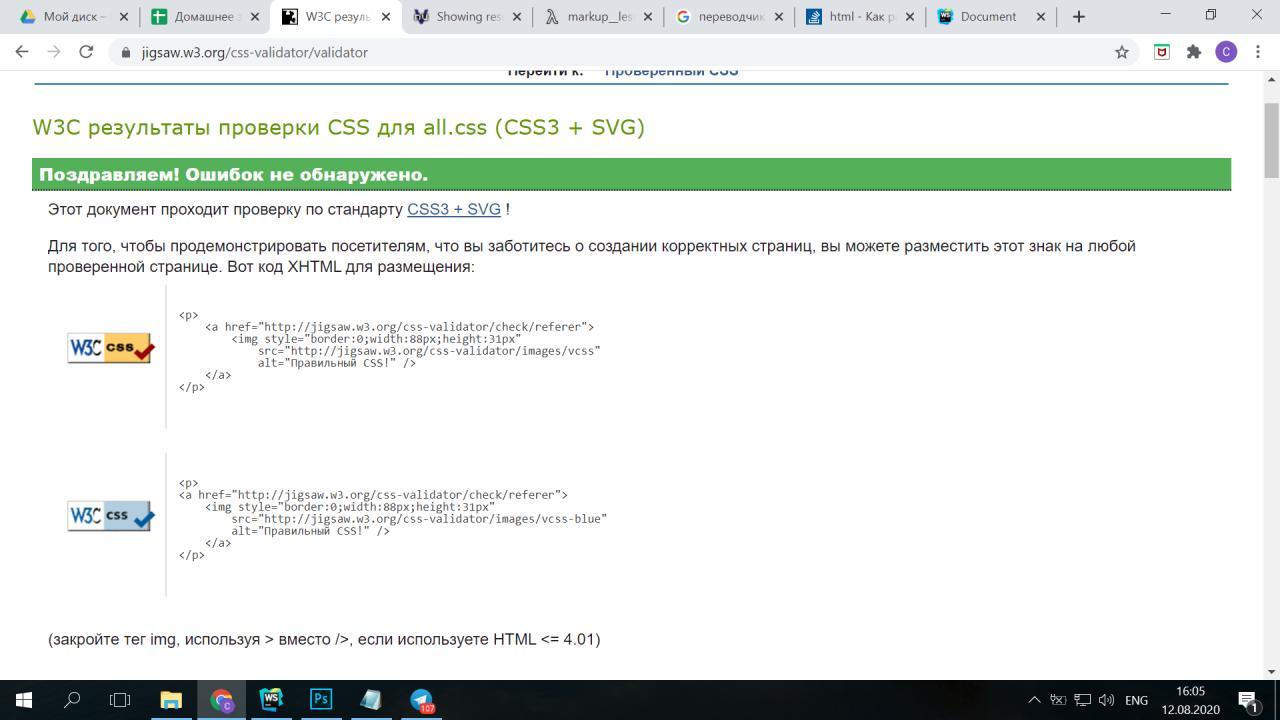 Мой диск –
Домашнее
W3C резуль
Showing res
markup_les
переводчик
html - Как р
Document
jigsaw.w3.org/css-validator/validator
C
Перейти к: Проверенный CSS
W3C результаты проверки CSS для all.css (CSS3 + SVG)
Поздравляем! Ошибок не обнаружено.
Этот документ проходит проверку по стандарту CSS3 + SVG !
Для того, чтобы продемонстрировать посетителям, что вы заботитесь о создании корректных страниц, вы можете разместить этот знак на любой
проверенной странице. Вот код XHTML для размещения:
W3C css
<p>
<a href="http://jigsaw.w3.org/css-validator/check/referer">
<img style="border:0;width:88px;height:31px"
src="http://jigsaw.w3.org/css-validator/images/vcss"
alt="Правильный CSS!" />
</a>
</p>
W3C css
<p>
<a href="http://jigsaw.w3.org/css-validator/check/referer">
<img style="border:0;width:88px;height:31px"
src="http://jigsaw.w3.org/css-validator/images/vcss-blue"
alt="Правильный CSS!" />
</a>
</p>
(закройте тег img, используя > вместо />, если используете HTML <= 4.01)
C
WS
Ps
107
ENG
16:05
12.08.2020
1